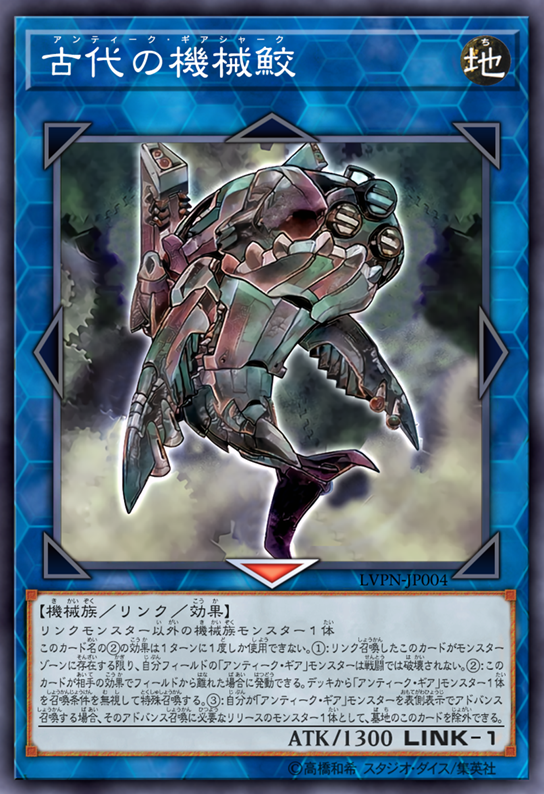 アンティーク・ギアシャーク
古代の機械鮫
ち
地
LVPN-JP004
【機械族／リンク／効果】
リンクモンスター以外の機械族モンスター１体
このカード名の②の効果は１ターンに１度しか使用できない。①：リンク召喚したこのカードがモンスター
ゾーンに存在する限り、自分フィールドの「アンティーク・ギア」モンスターは戦闘では破壊されない。②：この
カードが相手の効果でフィールドから離れた場合に発動できる。デッキから「アンティーク・ギア」モンスター１体
を召喚条件を無視して特殊召喚する。③：自分が「アンティーク・ギア」モンスターを表側表示でアドバンス
召喚する場合、そのアドバンス召喚に必要なリリースのモンスター１体として、墓地のこのカードを除外できる。
ATK/1300 LINK-1
©高橋和希 スタジオ・ダイス/集英社